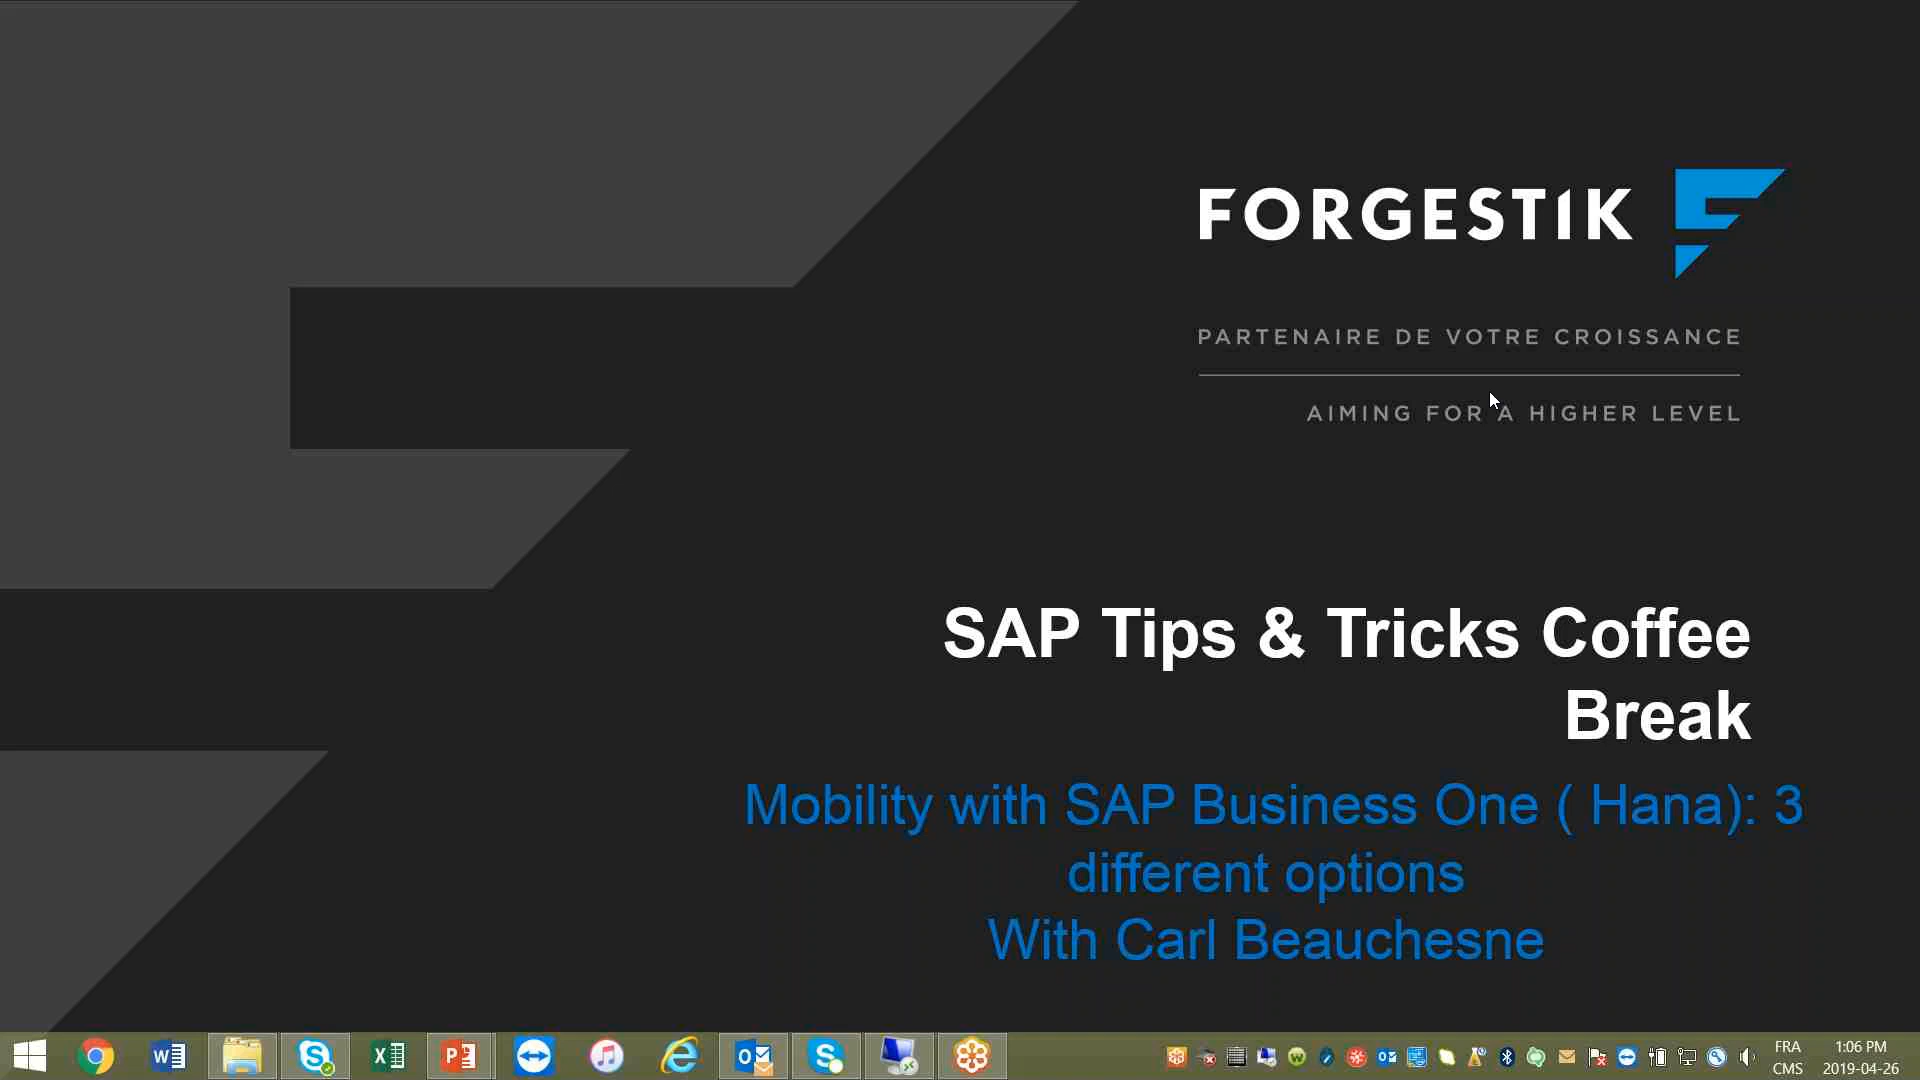 FORGESTIK
PARTENAIRE DE VOTRE CROISSANCE
AIMING FOR A HIGHER LEVEL
SAP Tips & Tricks Coffee
Break
Mobility with SAP Business One ( Hana): 3
different options
With Carl Beauchesne
FRA
CMS
1:06 PM
2019-04-26